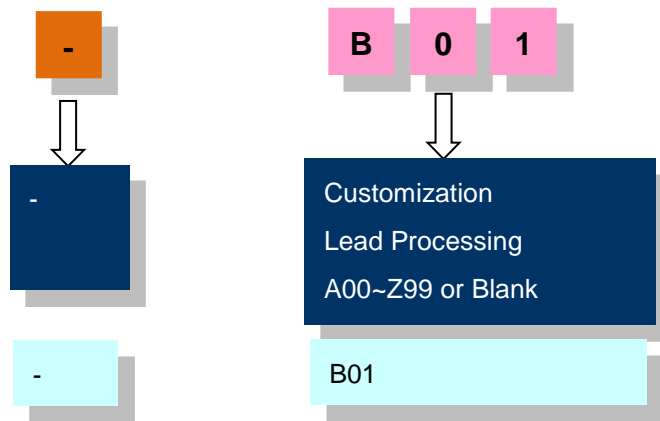 -
B 0 1
-
Customization
Lead Processing
A00~Z99 or Blank
-
B01